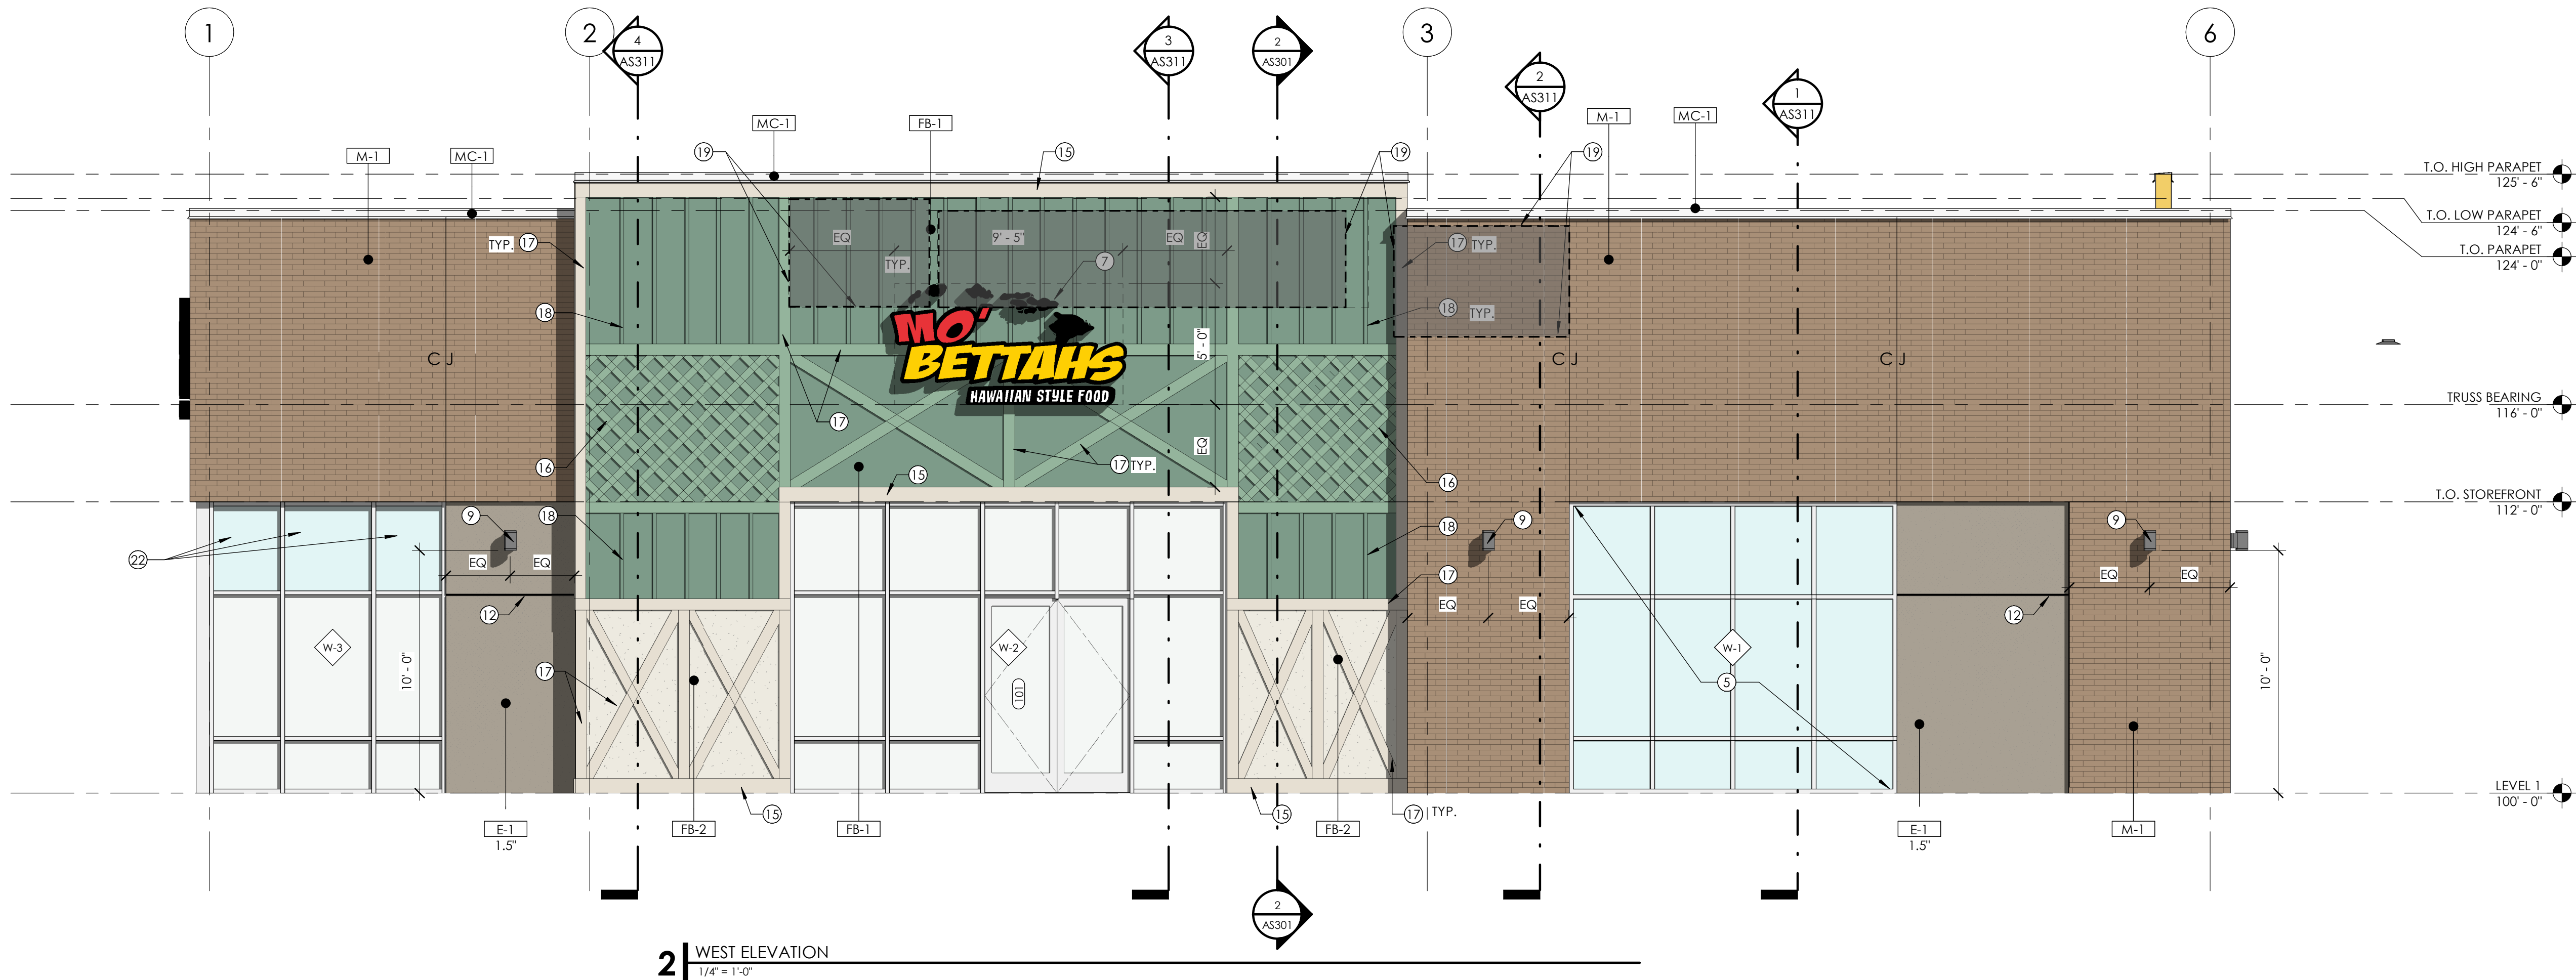 1
2
4
AS311
3
AS311
2
AS301
3
2
AS311
1
AS311
6
M-1
MC-1
MC-1
FB-1
19
15
19
M-1
MC-1
19
T.O. HIGH PARAPET
125' - 6"
T.O. LOW PARAPET
124' - 6"
T.O. PARAPET
124' - 0"
TYP. 17
EQ
9' - 5"
EQ
EQ
17 TYP.
TYP.
7
18
18 TYP.
MO'
BETTAHS
HAWAIIAN STYLE FOOD
5' - 0"
C J
C J
C J
TRUSS BEARING
116' - 0"
17
EQ
16
17 TYP.
15
16
T.O. STOREFRONT
112' - 0"
9
18
18
9
9
22
EQ
EQ
17
EQ
EQ
12
EQ
EQ
12
W-3
W-2
W-1
10' - 0"
17
101
5
10' - 0"
LEVEL 1
100' - 0"
15
15
17 TYP.
E-1
1.5"
FB-2
FB-1
FB-2
E-1
1.5"
M-1
2
AS301
2
WEST ELEVATION
1/4" = 1'-0"